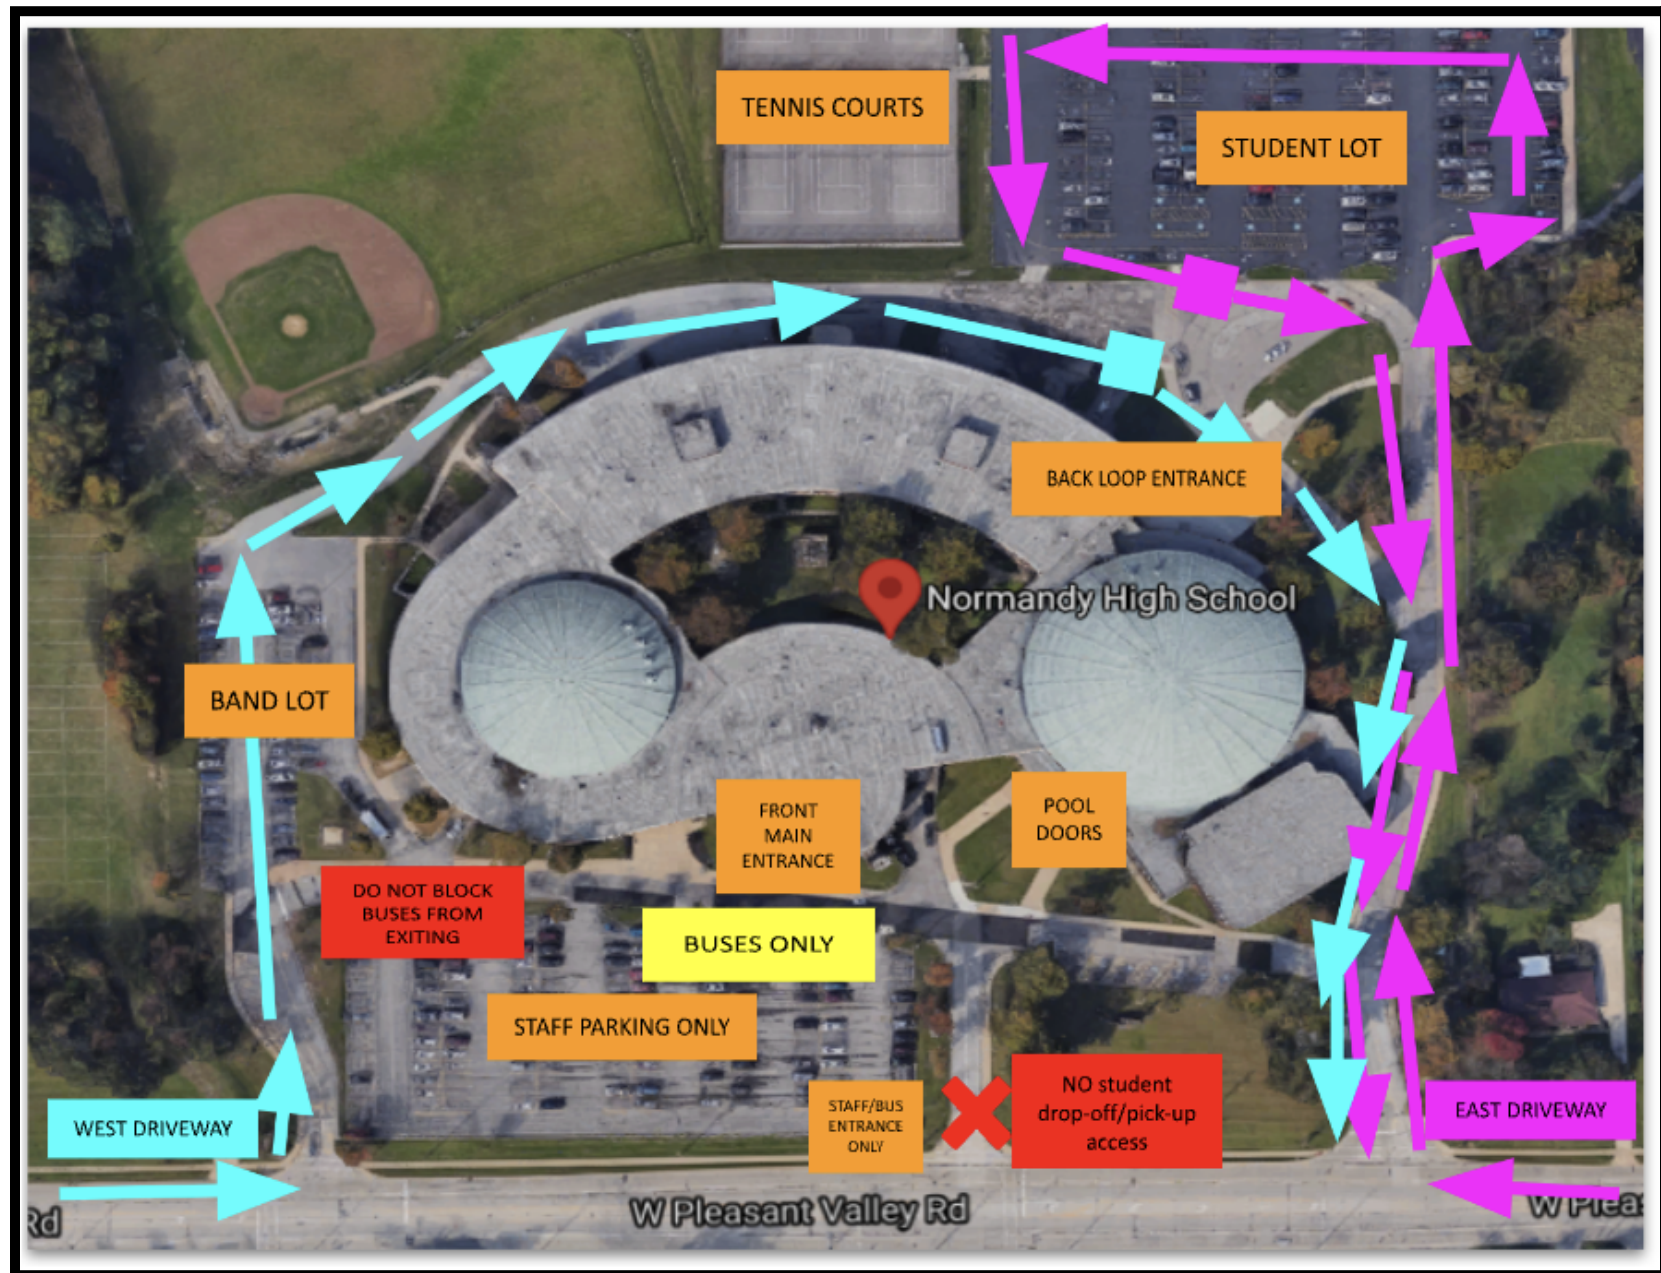 TENNIS COURTS
STUDENT LOT
BACK LOOP ENTRANCE
Normandy High School
BAND LOT
FRONT
MAIN
ENTRANCE
POOL
DOORS
DO NOT BLOCK
BUSES FROM
EXITING
BUSES ONLY
STAFF PARKING ONLY
STAFF/BUS
ENTRANCE
ONLY
NO student
drop-off/pick-up
access
WEST DRIVEWAY
EAST DRIVEWAY
Rd
W Pleasant Valley Rd
W Pleas